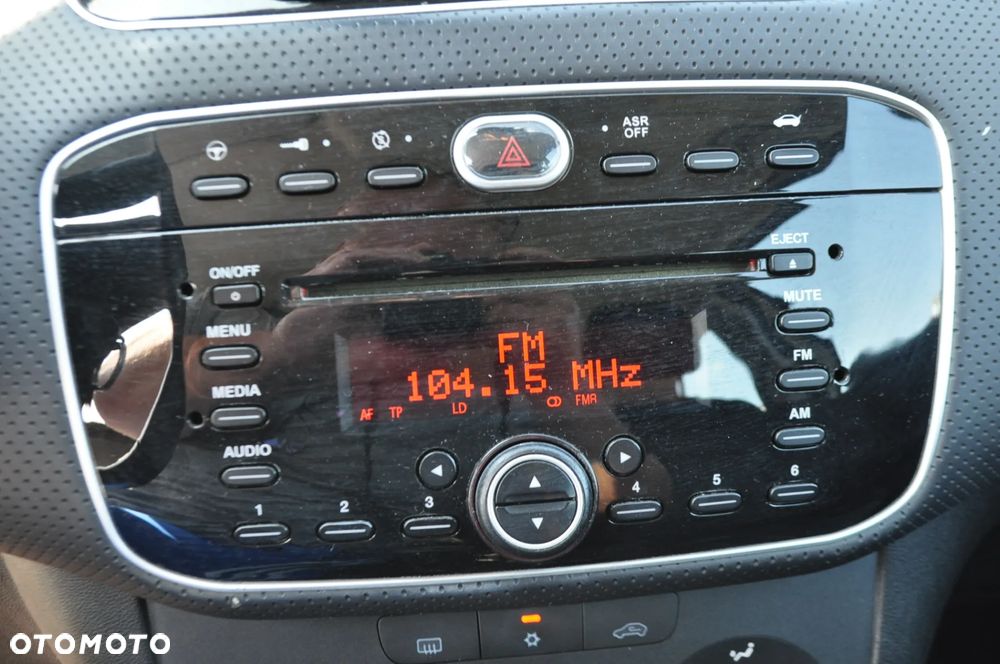 ASR
OFF
EJECT
ON/OFF
MUTE
MENU
FM
FM
104.15 MHz
MEDIA
AF TP LD FMA
AM
AUDIO
1 2 3 4 5 6
OTOMOTO